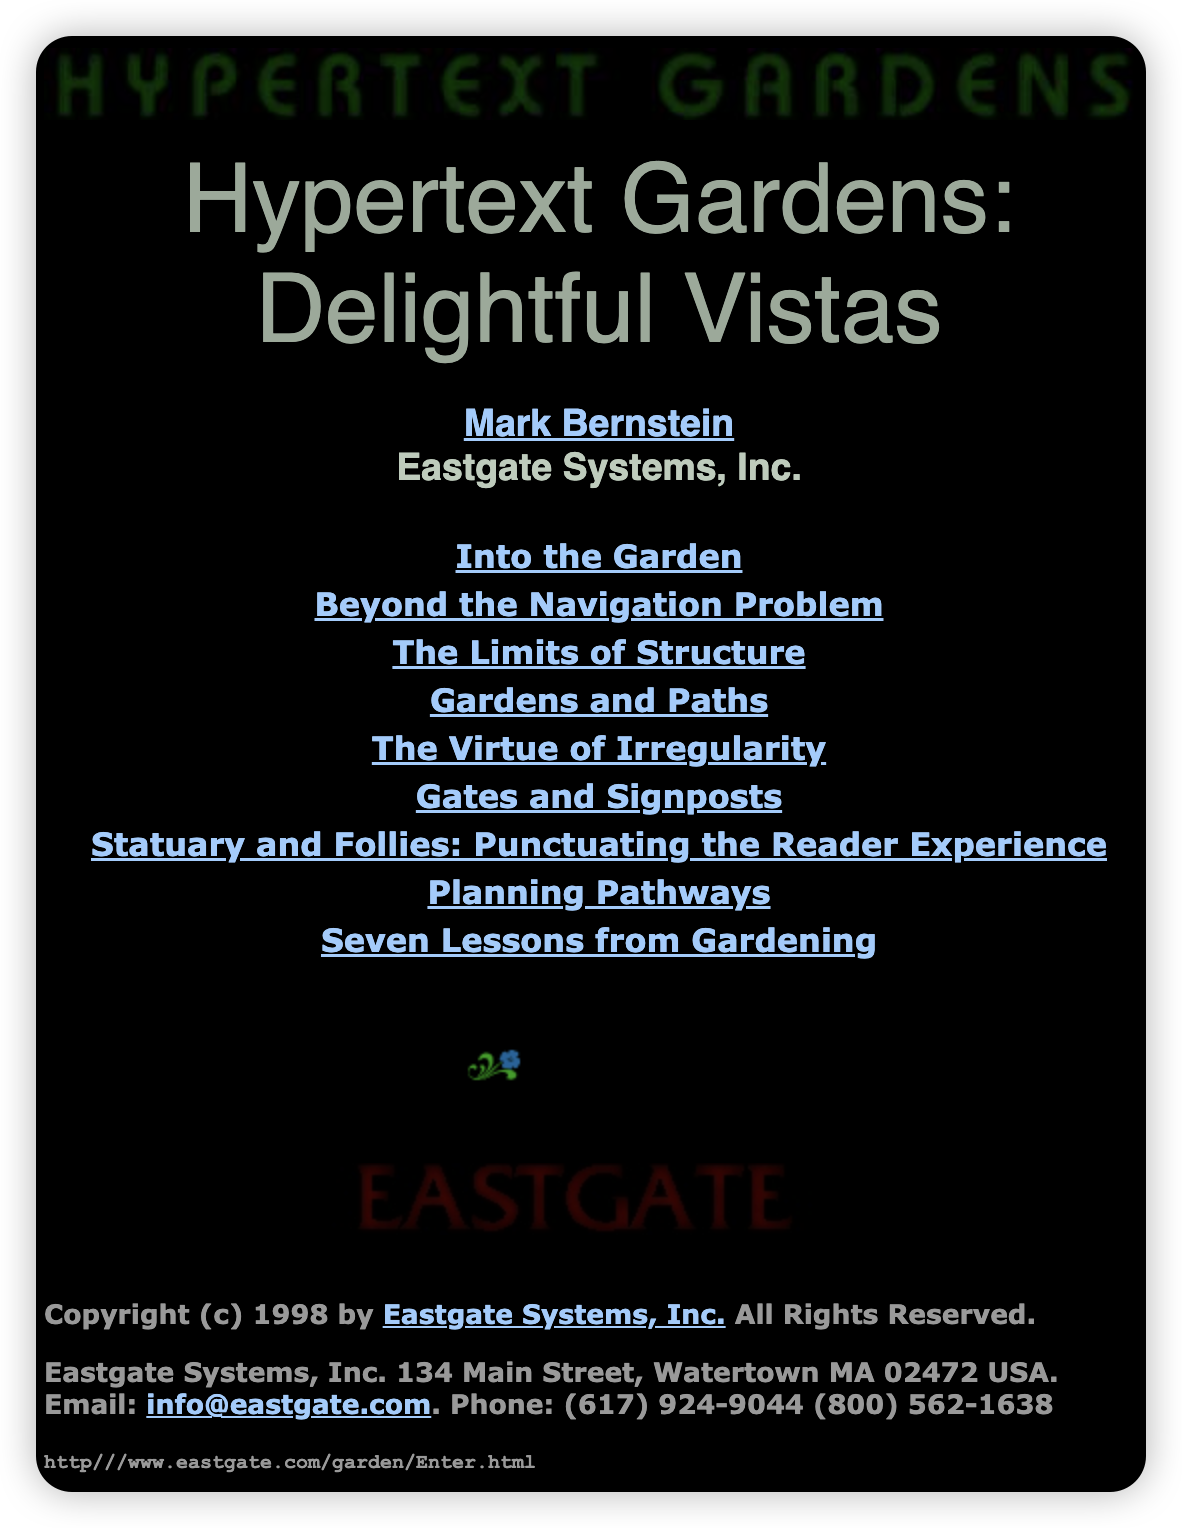 HYPERTEXT GARDENS
Hypertext Gardens:
Delightful Vistas
Mark Bernstein
Eastgate Systems, Inc.
Into the Garden
Beyond the Navigation Problem
The Limits of Structure
Gardens and Paths
The Virtue of Irregularity
Gates and Signposts
Statuary and Follies: Punctuating the Reader Experience
Planning Pathways
Seven Lessons from Gardening
EASTGATE
Copyright (c) 1998 by Eastgate Systems, Inc. All Rights Reserved.
Eastgate Systems, Inc. 134 Main Street, Watertown MA 02472 USA.
Email: info@eastgate.com. Phone: (617) 924-9044 (800) 562-1638
http///www.eastgate.com/garden/Enter.html